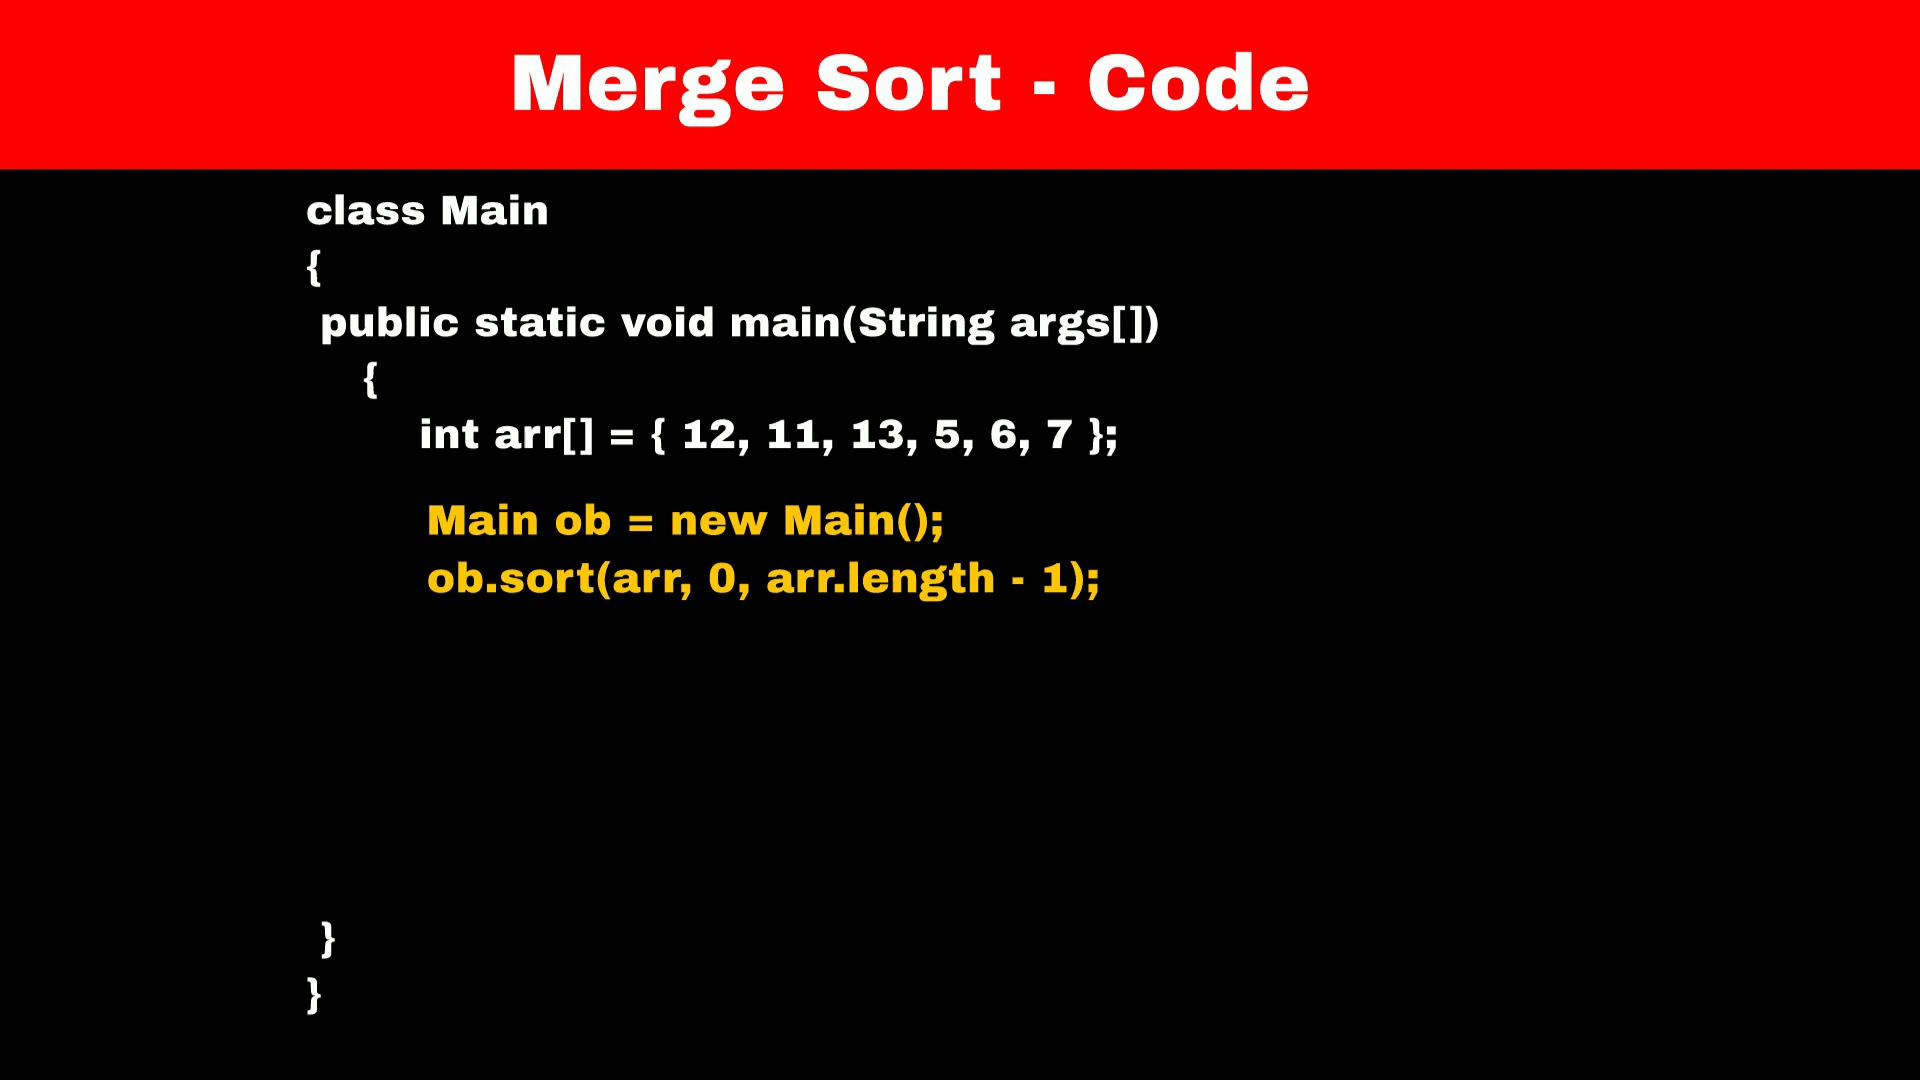 Merge Sort - Code
class Main
{
public static void main(String args[])
{
int arr[] = { 12, 11, 13, 5, 6, 7 };
Main ob = new Main();
ob.sort(arr, 0, arr.length - 1);
}
}